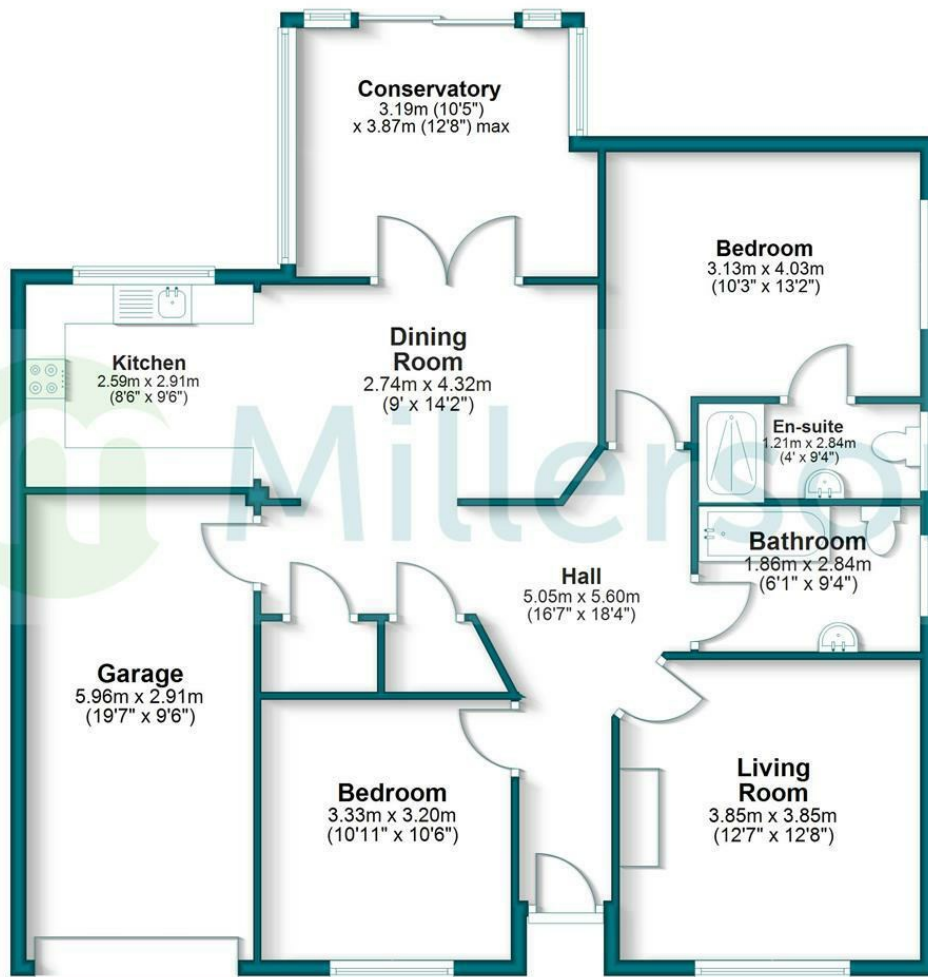 Conservatory
3.19m (10'5")
x 3.87m (12'8") max
Bedroom
3.13m x 4.03m
(10'3" x 13'2")
Kitchen
2.59m x 2.91m
(8'6" x 9'6")
Dining
Room
2.74m x 4.32m
(9' x 14'2")
En-suite
1.21m x 2.84m
(4' x 9'4")
m Millerso
Bathroom
1.86m x 2.84m
(6'1" x 9'4")
Hall
5.05m x 5.60m
(16'7" x 18'4")
Garage
5.96m x 2.91m
(19'7" x 9'6")
Bedroom
3.33m x 3.20m
(10'11" x 10'6")
Living
Room
3.85m x 3.85m
(12'7" x 12'8")